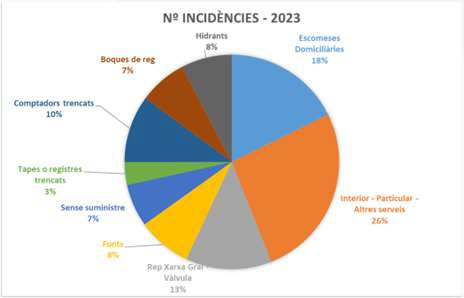 Nº INCIDÈNCIES - 2023
Hidrants
8%
Escomeses
Domiciliàries
18%
Boques de reg
7%
Comptadors trencats
10%
Tapes o registres
trencats
3%
Interior - Particular -
Altres serveis
26%
Sense suministre
7%
Fonts
8%
Rep Xarxa Gral -
Vàlvula
13%